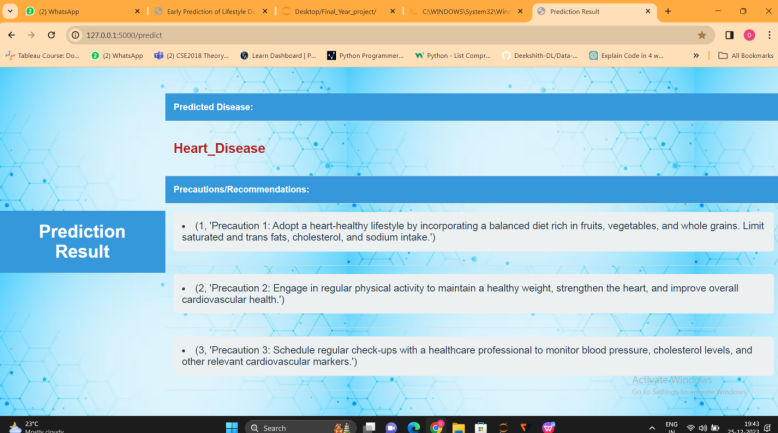 (2) WhatsApp
Early Prediction of Lifestyle Di
Desktop/Final_Year_project/
C:\WINDOWS\System32\Win
Prediction Result
127.0.0.1:5000/predict
Tableau Course: Do...
(2) WhatsApp
(2) CSE2018 Theory...
Learn Dashboard | P...
Python Programmer...
Python - List Compr...
Deekshith-DL/Data-...
Explain Code in 4 w...
»
All Bookmarks
Predicted Disease:
Heart_Disease
Precautions/Recommendations:
Prediction
Result
• (1, 'Precaution 1: Adopt a heart-healthy lifestyle by incorporating a balanced diet rich in fruits, vegetables, and whole grains. Limit
saturated and trans fats, cholesterol, and sodium intake.')
• (2, 'Precaution 2: Engage in regular physical activity to maintain a healthy weight, strengthen the heart, and improve overall
cardiovascular health.')
• (3, 'Precaution 3: Schedule regular check-ups with a healthcare professional to monitor blood pressure, cholesterol levels, and
other relevant cardiovascular markers.')
Activate Windows
Go to Settings to activate Windows.
23°C
Mostly cloudy
Search
ENG
IN
19:43
25-12-2023